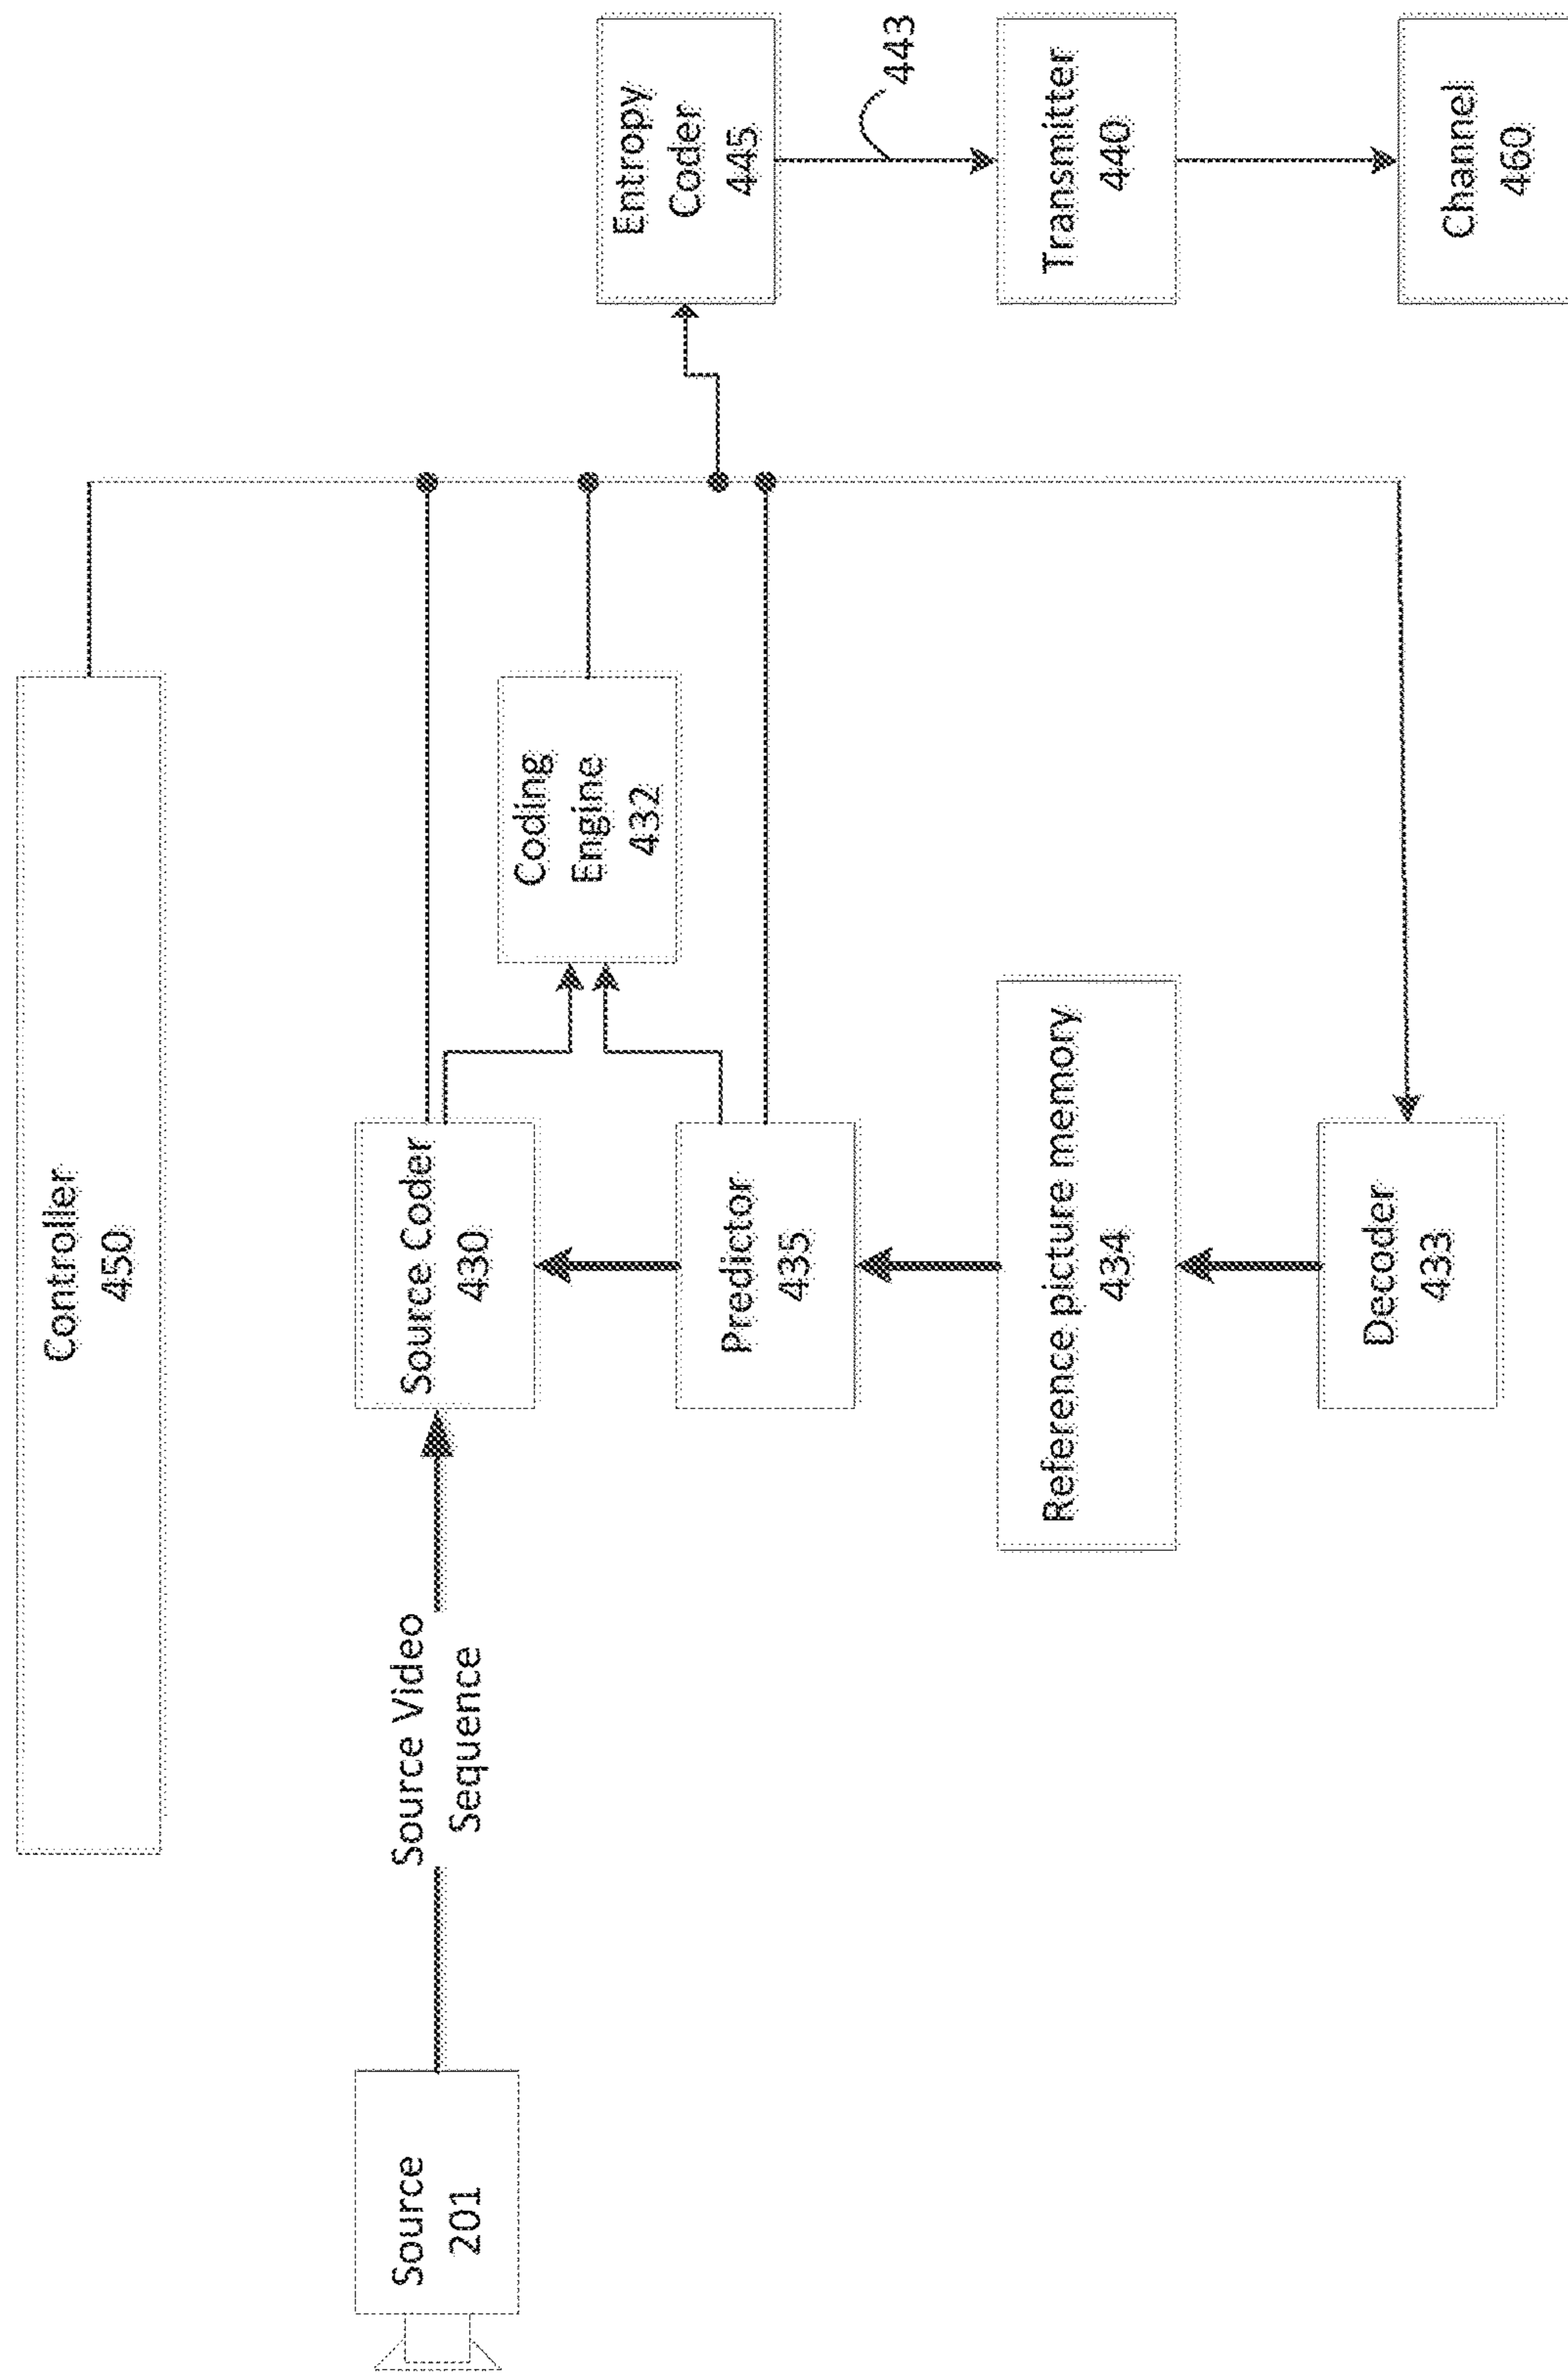 Controller
450
Source
201
Source Video
Sequence
Source Coder
430
Coding
Engine
432
Predictor
435
Reference picture memory
434
Decoder
433
Entropy
Coder
445
443
Transmitter
440
Channel
460